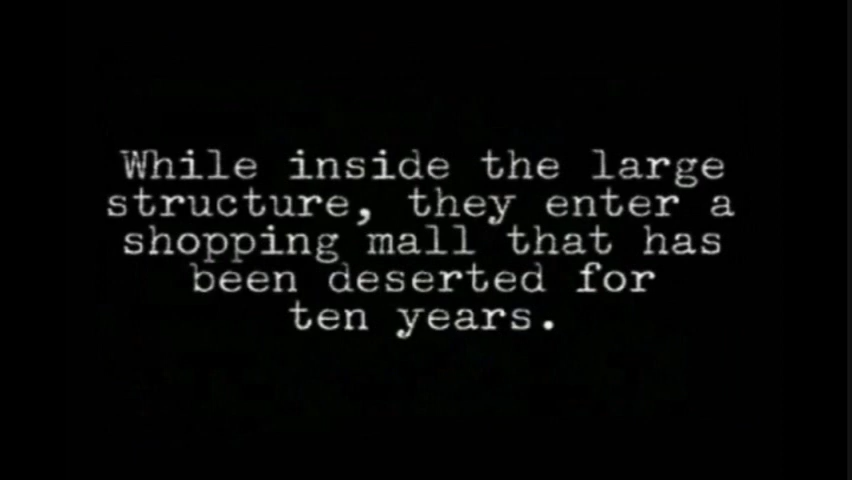 While inside the large
structure, they enter a
shopping mall that has
been deserted for
ten years.